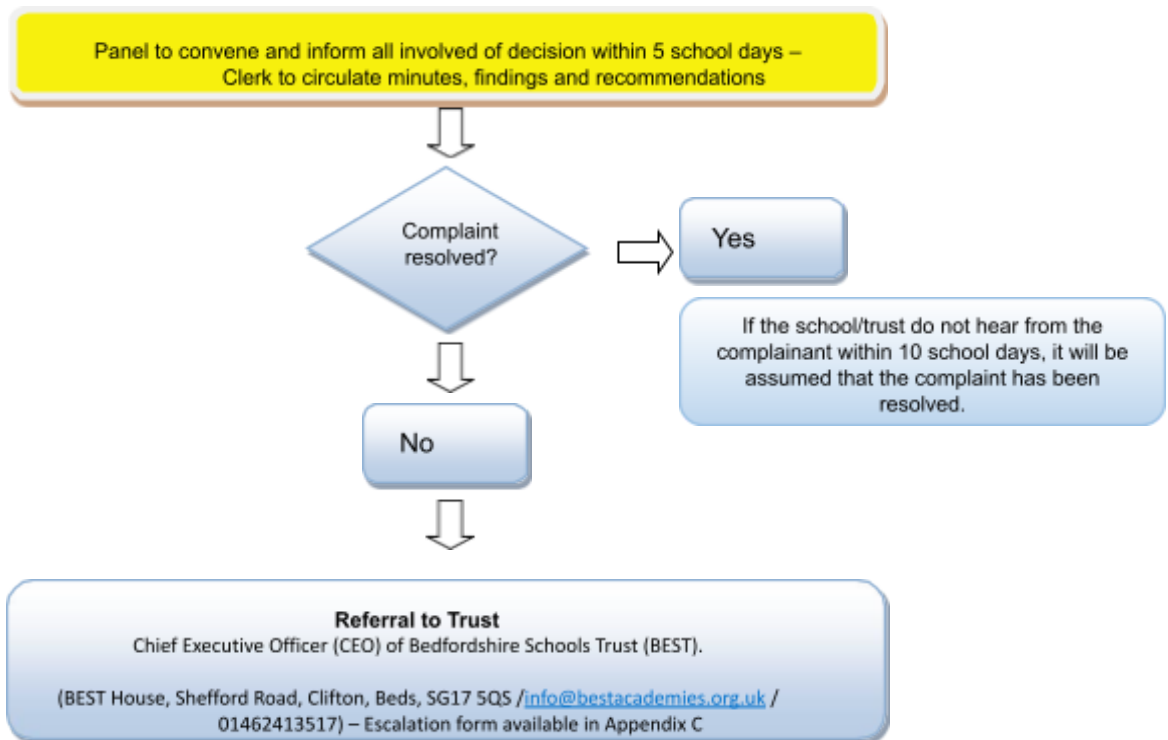 Panel to convene and inform all involved of decision within 5 school days –
Clerk to circulate minutes, findings and recommendations
Complaint
resolved?
Yes
If the school/trust do not hear from the
complainant within 10 school days, it will be
assumed that the complaint has been
resolved.
No
Referral to Trust
Chief Executive Officer (CEO) of Bedfordshire Schools Trust (BEST).
(BEST House, Shefford Road, Clifton, Beds, SG17 5QS /info@bestacademies.org.uk /
01462413517) – Escalation form available in Appendix C